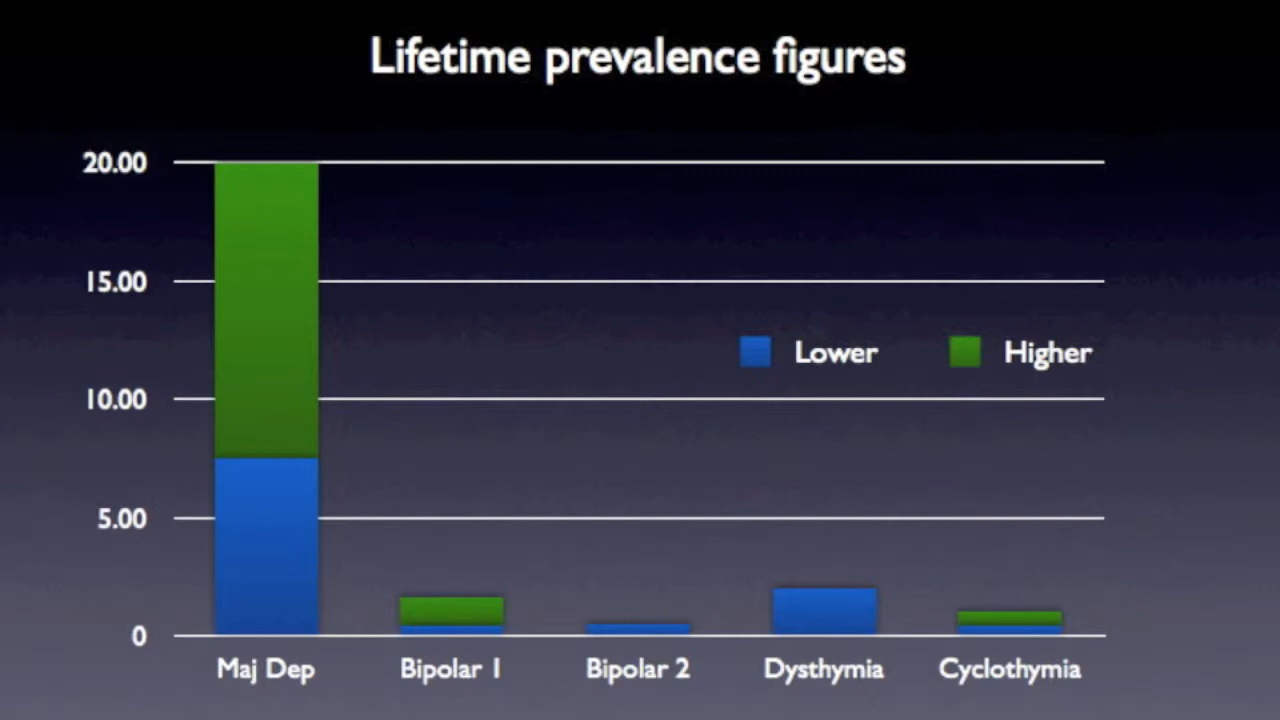 Lifetime prevalence figures
20.00
15.00
Lower Higher
10.00
5.00
0
Maj Dep Bipolar 1 Bipolar 2 Dysthymia Cyclothymia